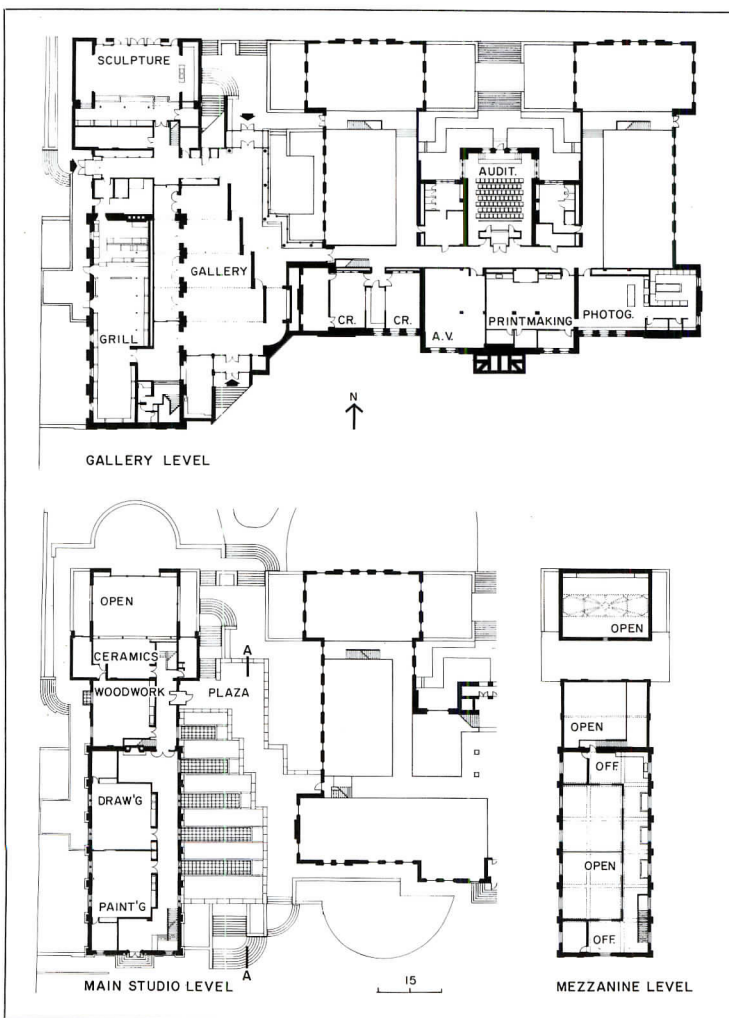 SCULPTURE
AUDIT.
GALLERY
GRILL
CR.
CR.
A.V.
PRINTMAKING
PHOTOG.
N
GALLERY LEVEL
OPEN
CERAMICS
WOODWORK
A
PLAZA
DRAW'G
PAINT'G
A
MAIN STUDIO LEVEL
15
OPEN
OPEN
OFF.
OPEN
OFF.
MEZZANINE LEVEL